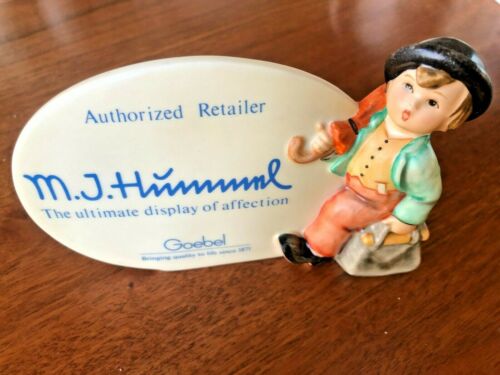 Authorized Retailer
M.J.Hummel
The ultimate display of affection
Goebel
Bringing quality to life since 1871